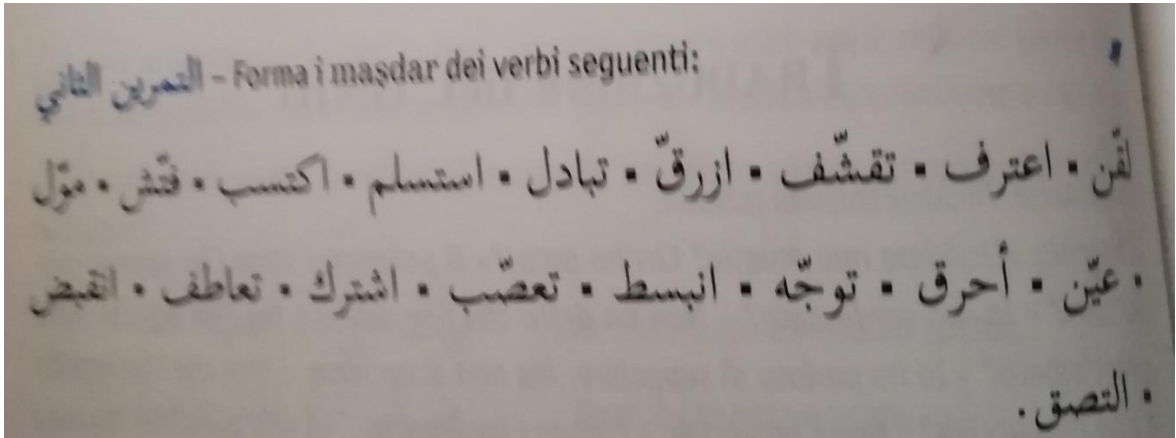 التمرين الثاني – Forma i maṣdar dei verbi seguenti:
لقّن ▪ اعترف ▪ تقشّف ▪ ازرقّ ▪ تبادل ▪ استسلم ▪ اكتسب ▪ فتّش ▪ موّل
▪ عيّن ▪ أحرق ▪ توجّه ▪ انبسط ▪ تعصّب ▪ اشترك ▪ تعاطف ▪ انقبض
▪ التصق.